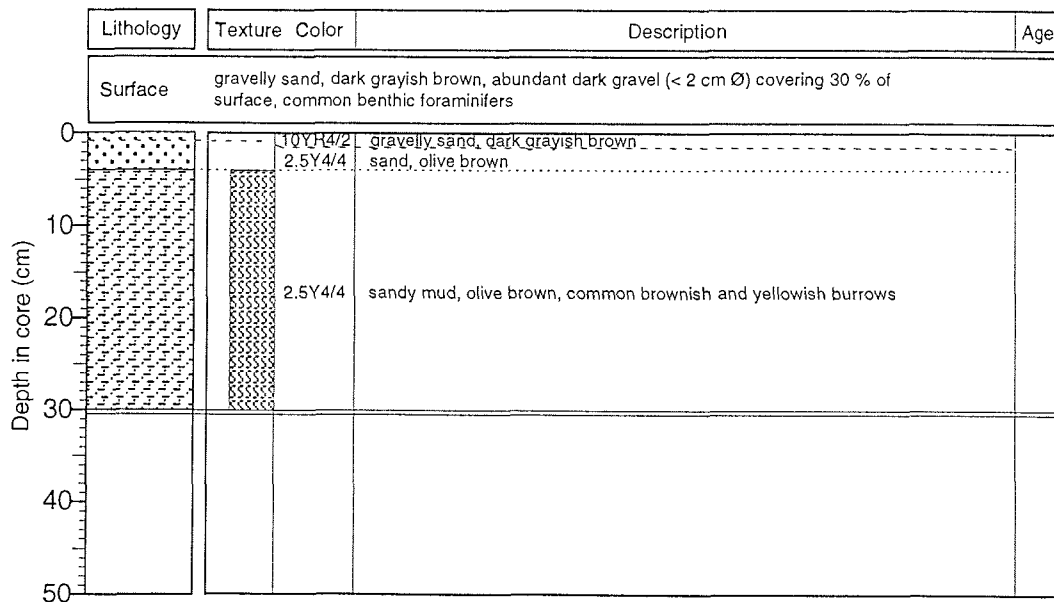 Lithology Texture Color Description Age
Surface
gravelly sand, dark grayish brown, abundant dark gravel (< 2 cm Ø) covering 30 % of
surface, common benthic foraminifers
0
10YR4/2 gravelly sand, dark grayish brown
2.5Y4/4 sand, olive brown
10
2.5Y4/4 sandy mud, olive brown, common brownish and yellowish burrows
20
30
40
50
Depth in core (cm)